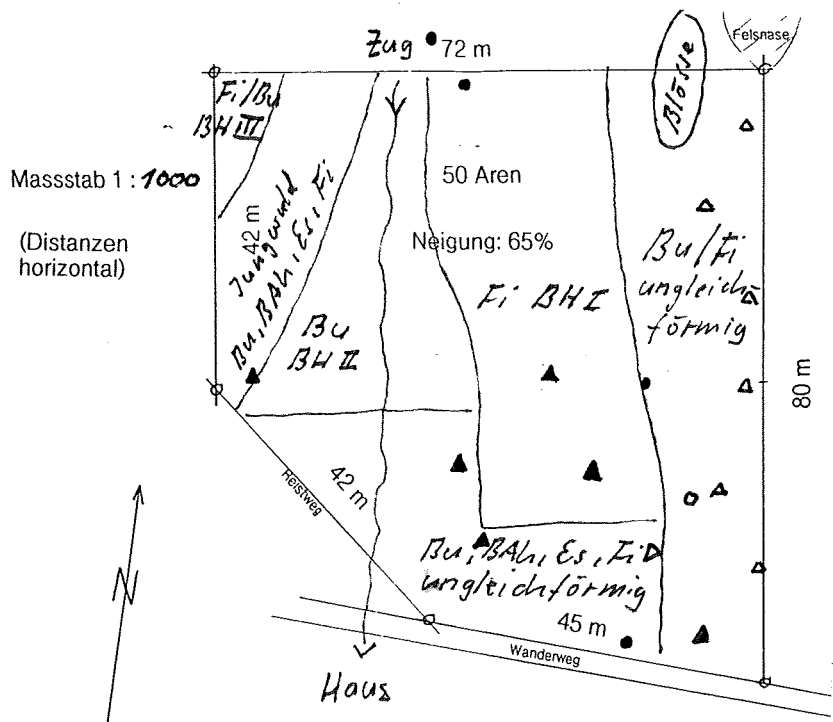 Zug
72 m
Felsnase
Blösse
Fi/Bu
BH III
Massstab 1 : 1000
(Distanzen
horizontal)
42 m
Jungwald
Bu, BAh, Es, Fi
50 Aren
Neigung: 65%
Bu
BH II
Fi BH I
Bu/Fi
ungleich-
förmig
80 m
Reistweg
42 m
N
Bu, BAh, Es, Fi
ungleichförmig
45 m
Wanderweg
Haus